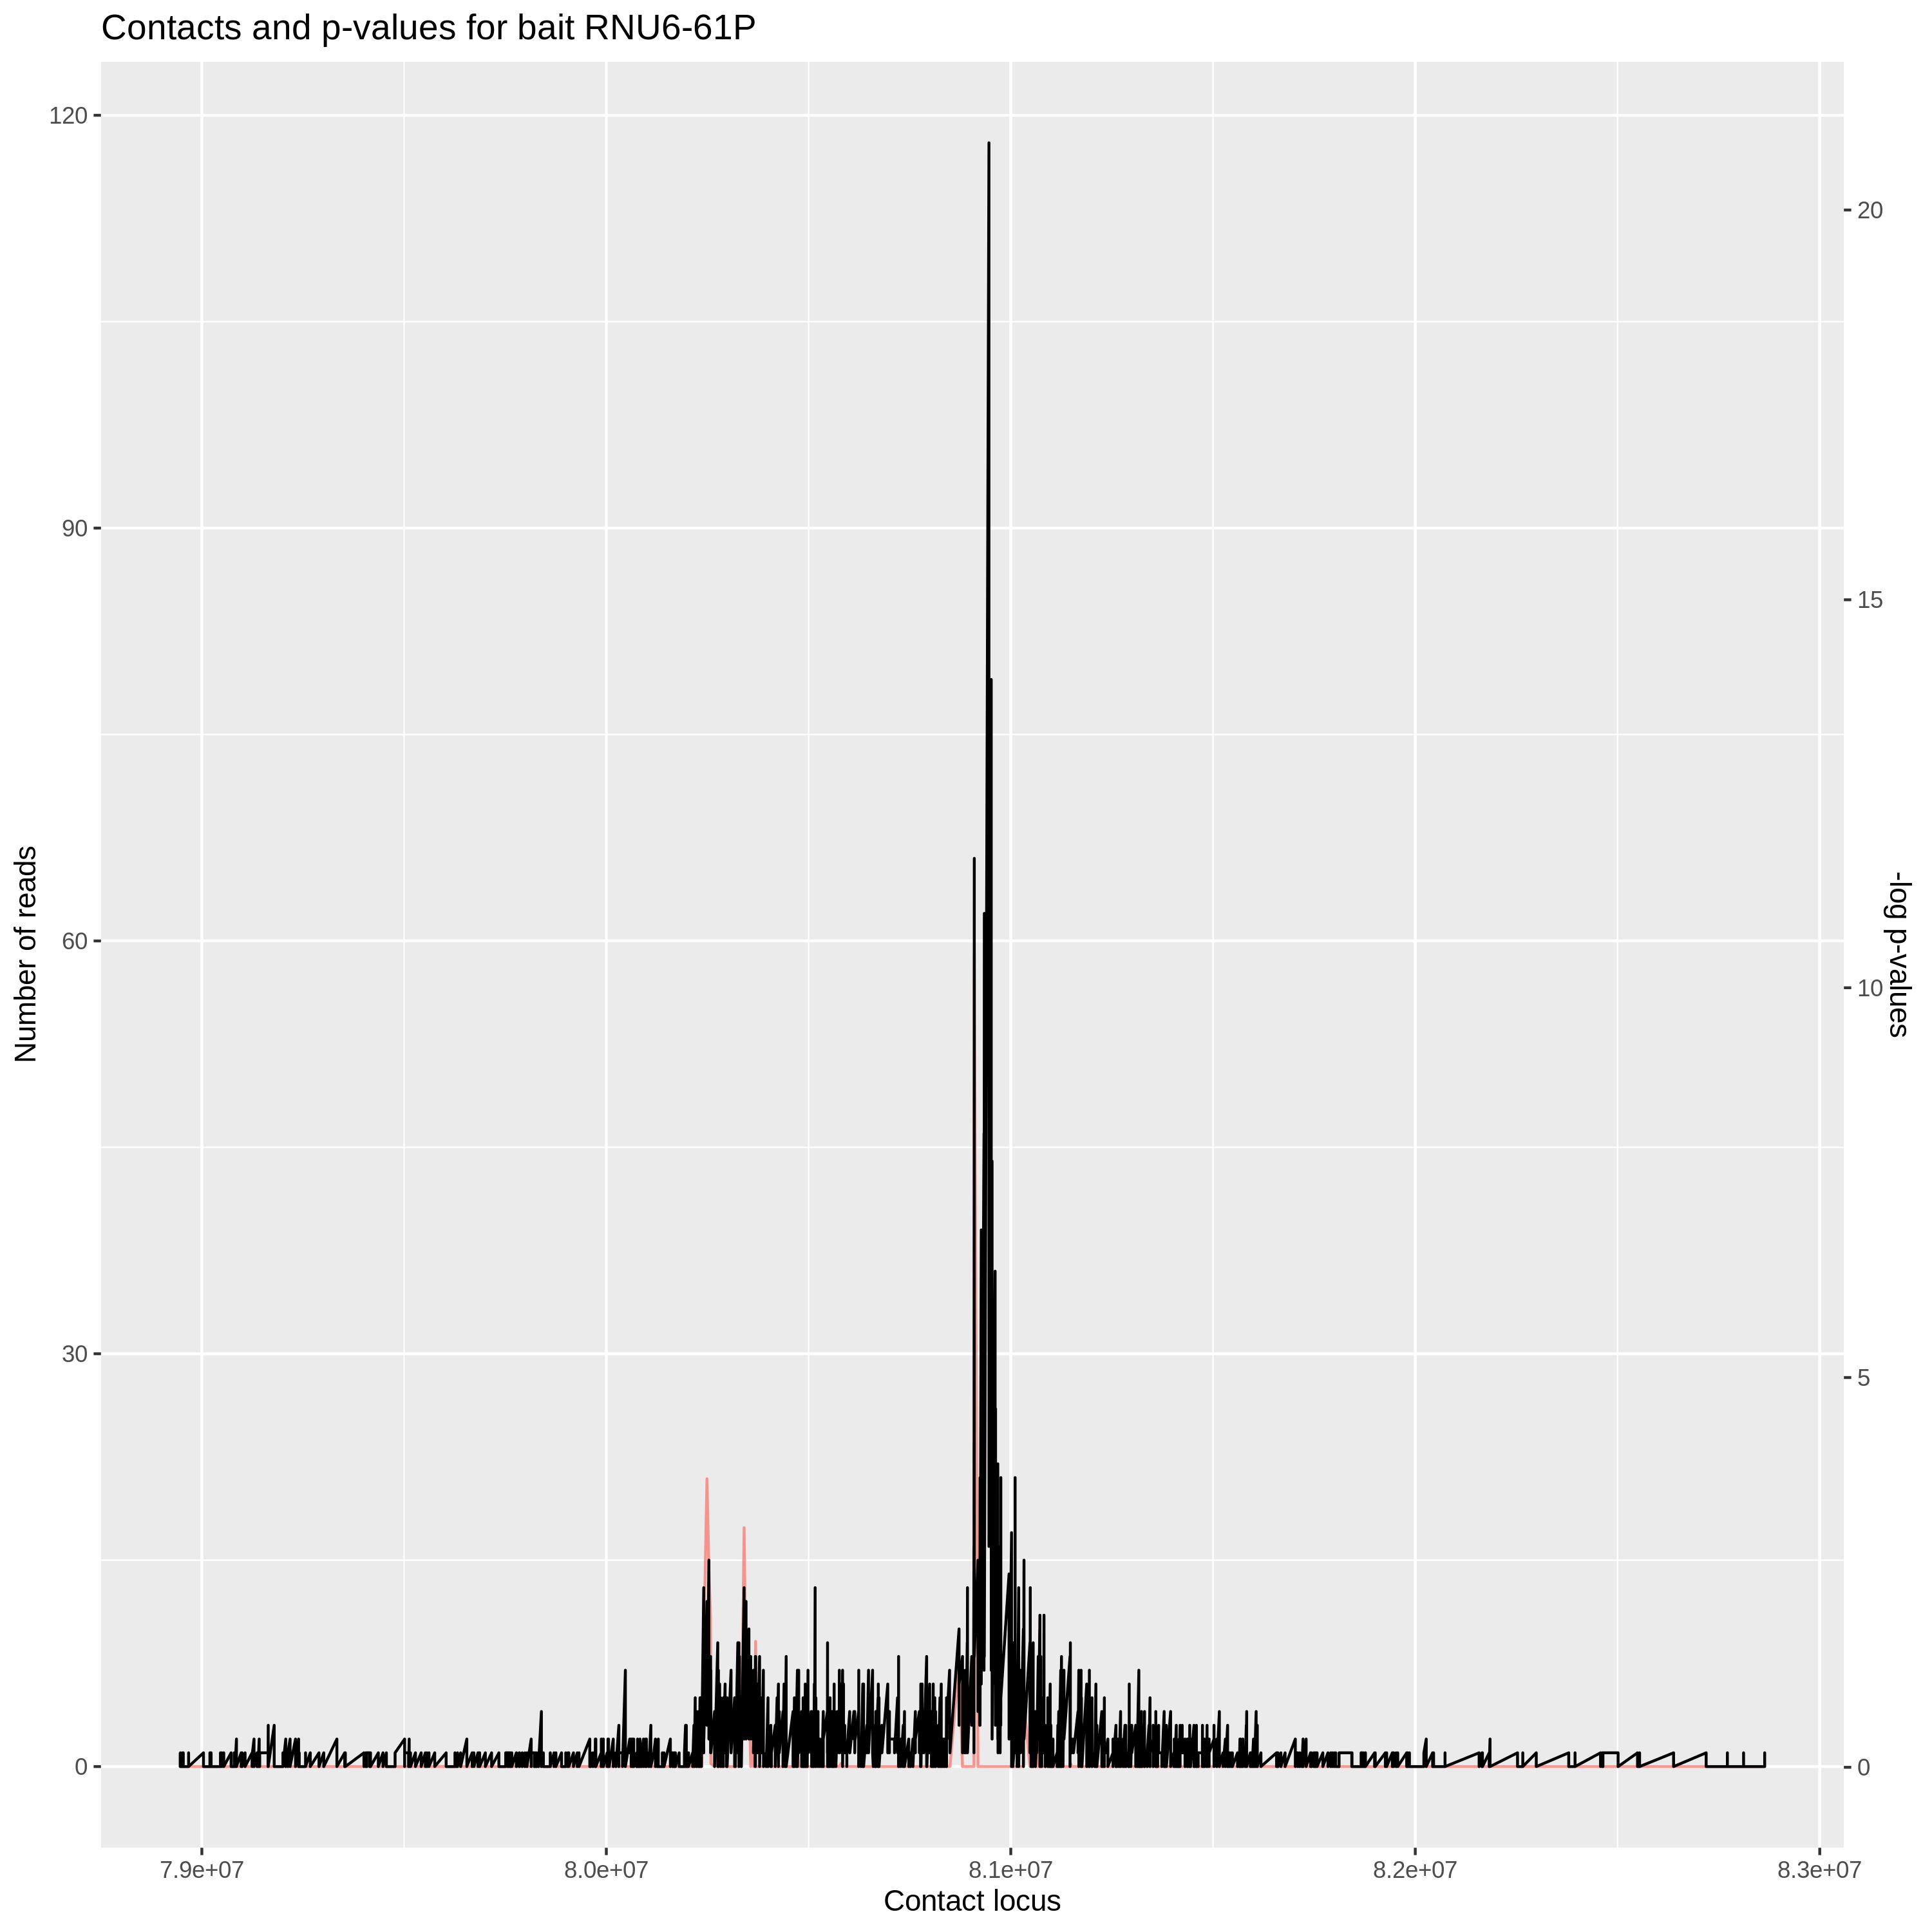 Contacts and p-values for bait RNU6-61P
120
90
60
30
0
20
15
10
5
0
Number of reads
-log p-values
7.9e+07
8.0e+07
8.1e+07
8.2e+07
8.3e+07
Contact locus